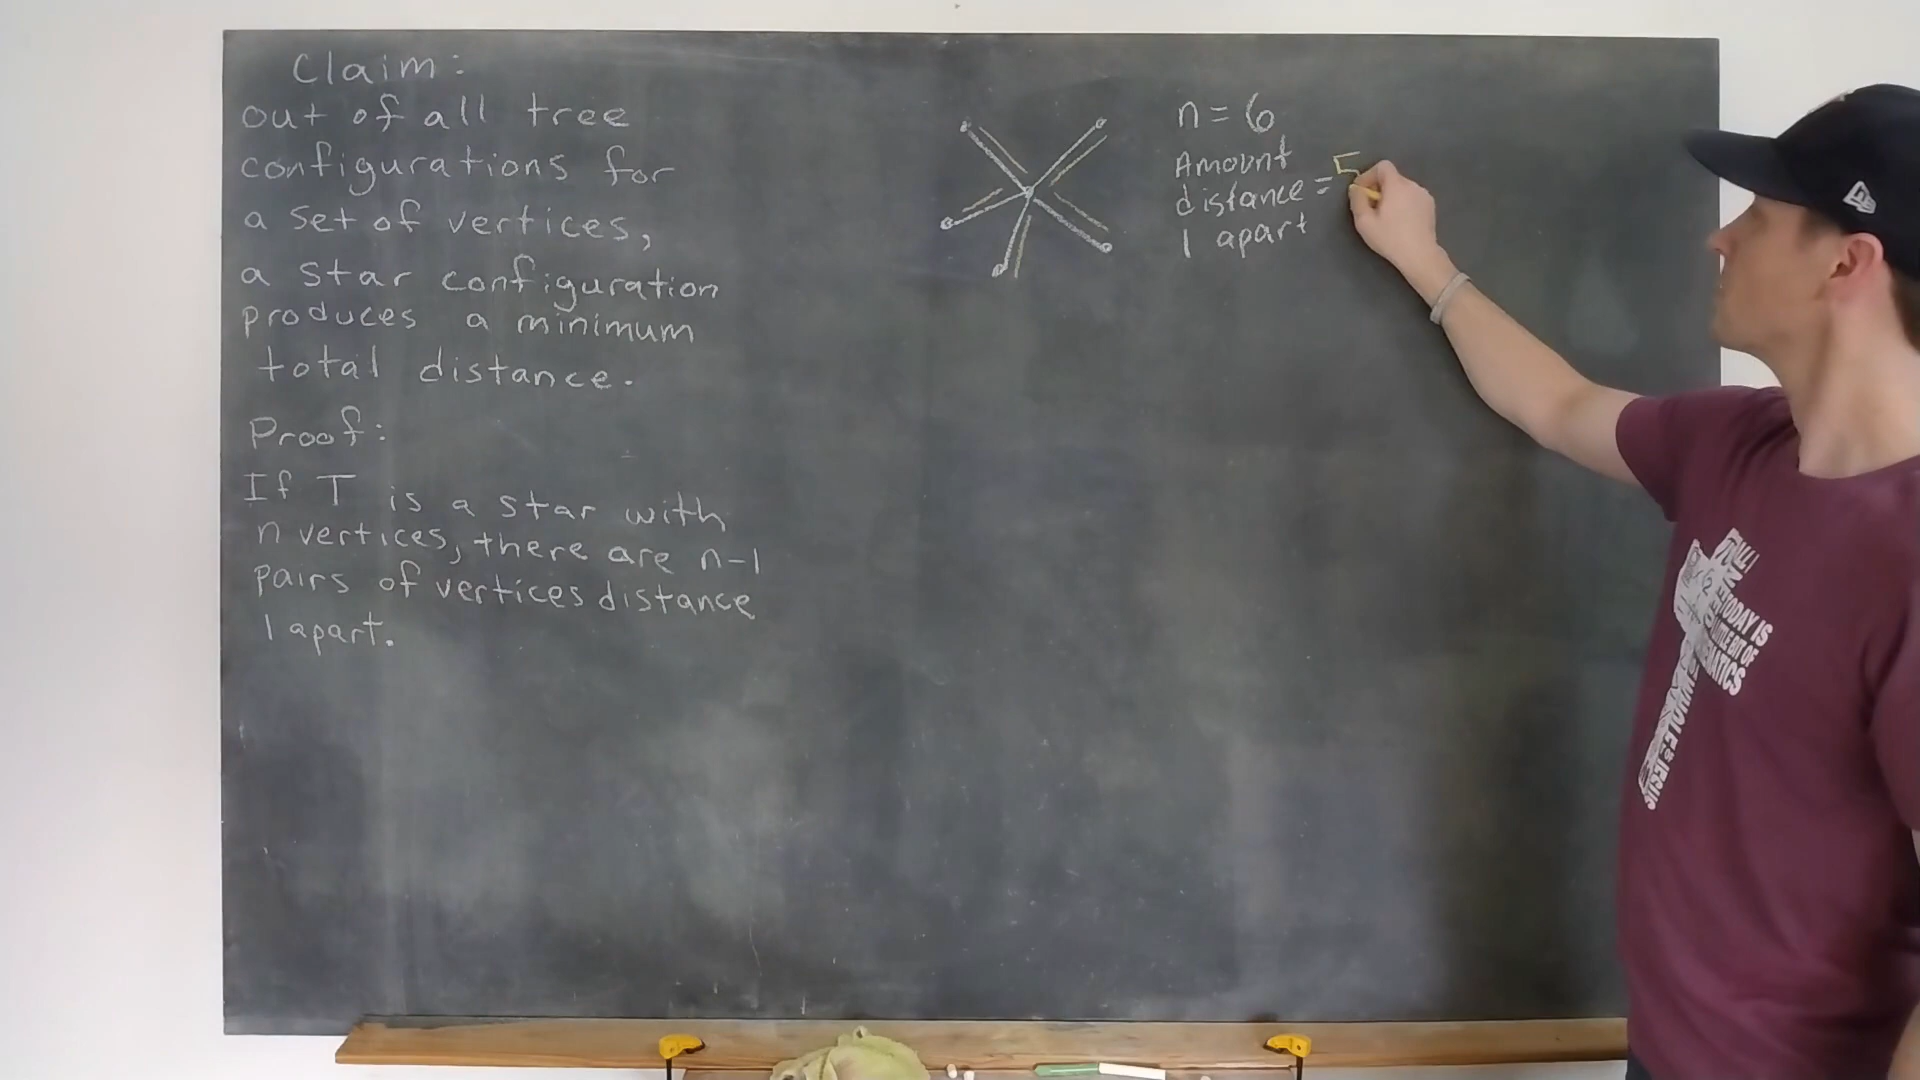 Claim:
out of all tree
configurations for
a set of vertices,
a star configuration
produces a minimum
total distance.
Proof:
If T is a star with
n vertices, there are n-1
pairs of vertices distance
1 apart.
n = 6
Amount
distance = 5
1 apart